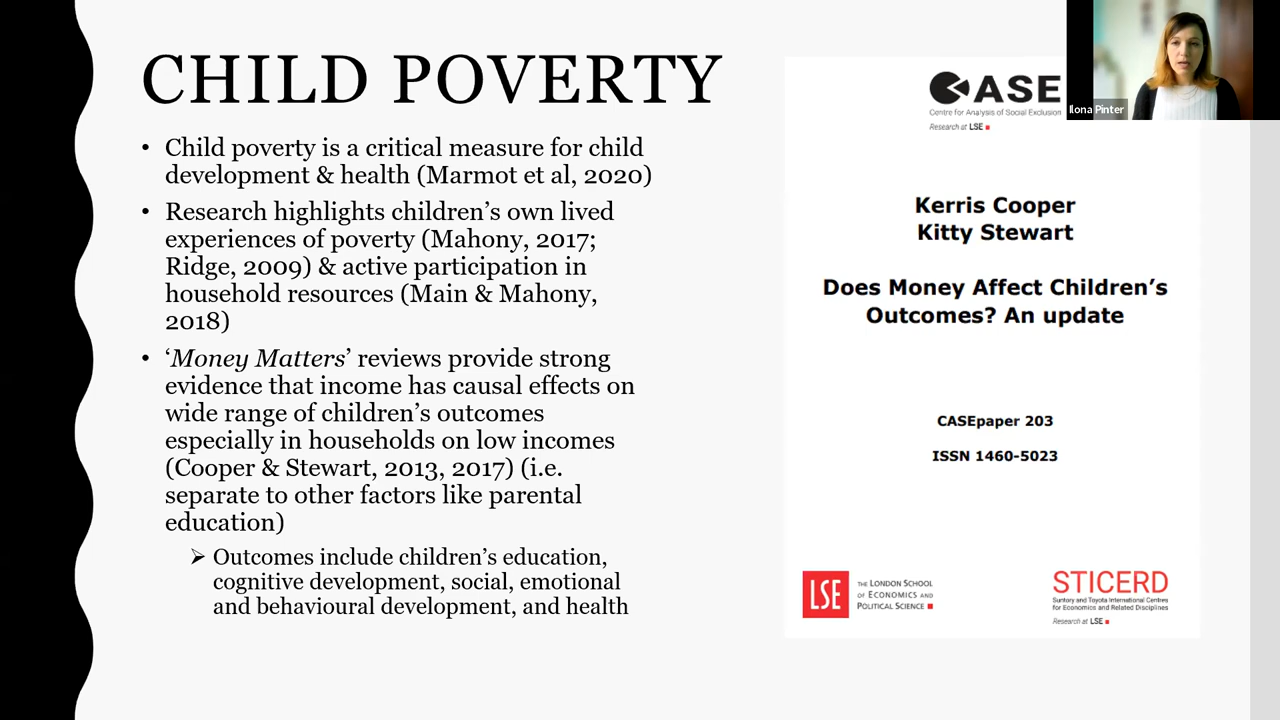 CHILD POVERTY
• Child poverty is a critical measure for child
development & health (Marmot et al, 2020)
• Research highlights children’s own lived
experiences of poverty (Mahony, 2017;
Ridge, 2009) & active participation in
household resources (Main & Mahony,
2018)
• ‘Money Matters’ reviews provide strong
evidence that income has causal effects on
wide range of children’s outcomes
especially in households on low incomes
(Cooper & Stewart, 2013, 2017) (i.e.
separate to other factors like parental
education)
➢ Outcomes include children’s education,
cognitive development, social, emotional
and behavioural development, and health
CASE
Centre for Analysis of Social Exclusion
Research at LSE
Kerris Cooper
Kitty Stewart
Does Money Affect Children’s
Outcomes? An update
CASEpaper 203
ISSN 1460-5023
LSE
THE LONDON SCHOOL
OF ECONOMICS AND
POLITICAL SCIENCE
STICERD
Suntory and Toyota International Centres
for Economics and Related Disciplines
Research at LSE
Ilona Pinter